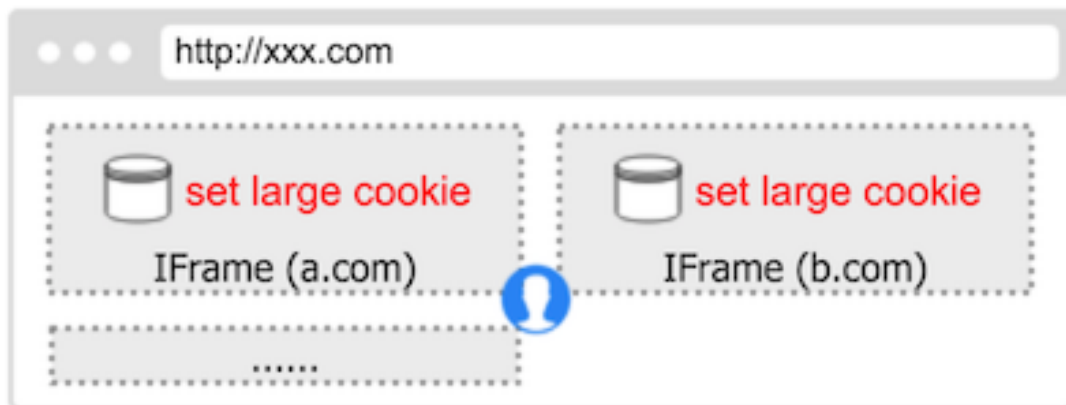 http://xxx.com
set large cookie
IFrame (a.com)
set large cookie
IFrame (b.com)
......